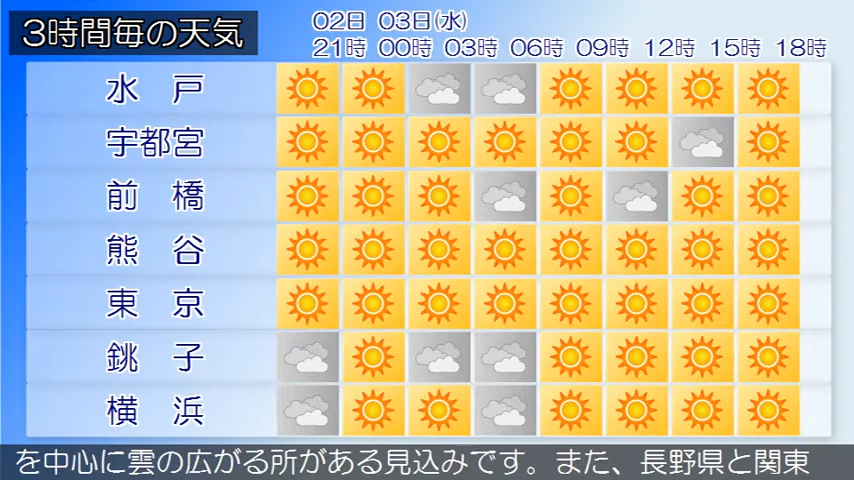 3時間毎の天気
02日 03日(水)
21時 00時 03時 06時 09時 12時 15時 18時
水 戸
宇都宮
前 橋
熊 谷
東 京
銚 子
横 浜
を中心に雲の広がる所がある見込みです。また、長野県と関東